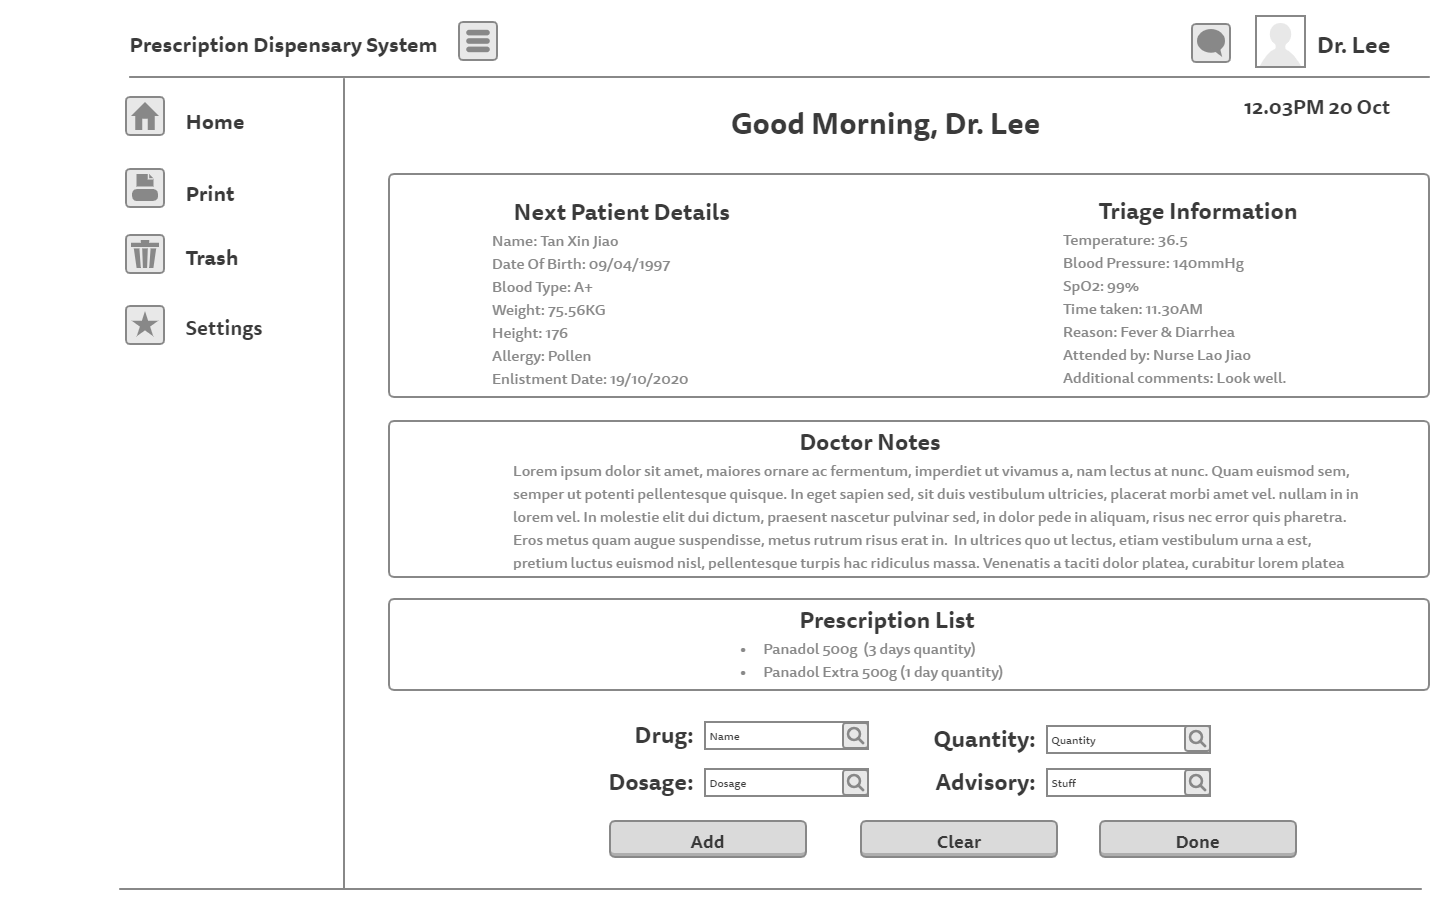 Prescription Dispensary System
Dr. Lee
12.03PM 20 Oct
Good Morning, Dr. Lee
Home
Print
Trash
Settings
Next Patient Details
Name: Tan Xin Jiao
Date Of Birth: 09/04/1997
Blood Type: A+
Weight: 75.56KG
Height: 176
Allergy: Pollen
Enlistment Date: 19/10/2020
Triage Information
Temperature: 36.5
Blood Pressure: 140mmHg
SpO2: 99%
Time taken: 11.30AM
Reason: Fever & Diarrhea
Attended by: Nurse Lao Jiao
Additional comments: Look well.
Doctor Notes
Lorem ipsum dolor sit amet, maiores ornare ac fermentum, imperdiet ut vivamus a, nam lectus at nunc. Quam euismod sem,
semper ut potenti pellentesque quisque. In eget sapien sed, sit duis vestibulum ultricies, placerat morbi amet vel. nullam in in
lorem vel. In molestie elit dui dictum, praesent nascetur pulvinar sed, in dolor pede in aliquam, risus nec error quis pharetra.
Eros metus quam augue suspendisse, metus rutrum risus erat in.  In ultrices quo ut lectus, etiam vestibulum urna a est,
pretium luctus euismod nisl, pellentesque turpis hac ridiculus massa. Venenatis a taciti dolor platea, curabitur lorem platea
Prescription List
• Panadol 500g  (3 days quantity)
• Panadol Extra 500g (1 day quantity)
Drug: Name
Quantity: Quantity
Dosage: Dosage
Advisory: Stuff
Add
Clear
Done